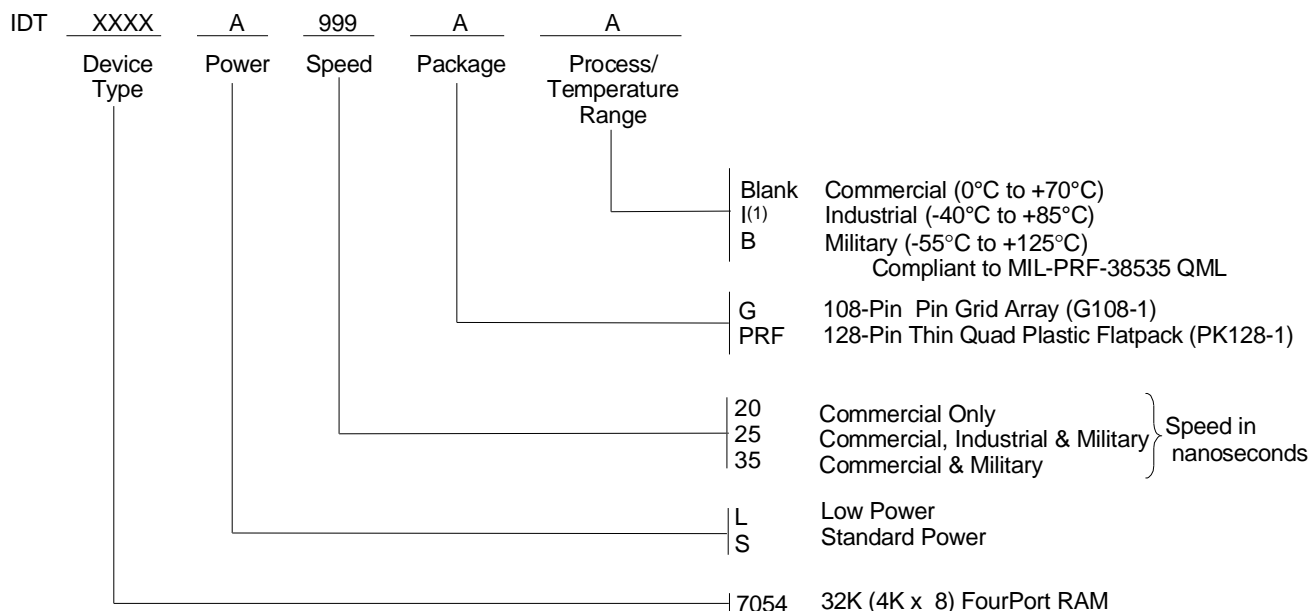 IDT XXXX A 999 A A
Device Type Power Speed Package Process/ Temperature Range
Blank Commercial (0°C to +70°C)
I(1) Industrial (-40°C to +85°C)
B Military (-55°C to +125°C)
Compliant to MIL-PRF-38535 QML
G 108-Pin Pin Grid Array (G108-1)
PRF 128-Pin Thin Quad Plastic Flatpack (PK128-1)
20 Commercial Only
25 Commercial, Industrial & Military
35 Commercial & Military
Speed in
nanoseconds
L Low Power
S Standard Power
7054 32K (4K x 8) FourPort RAM